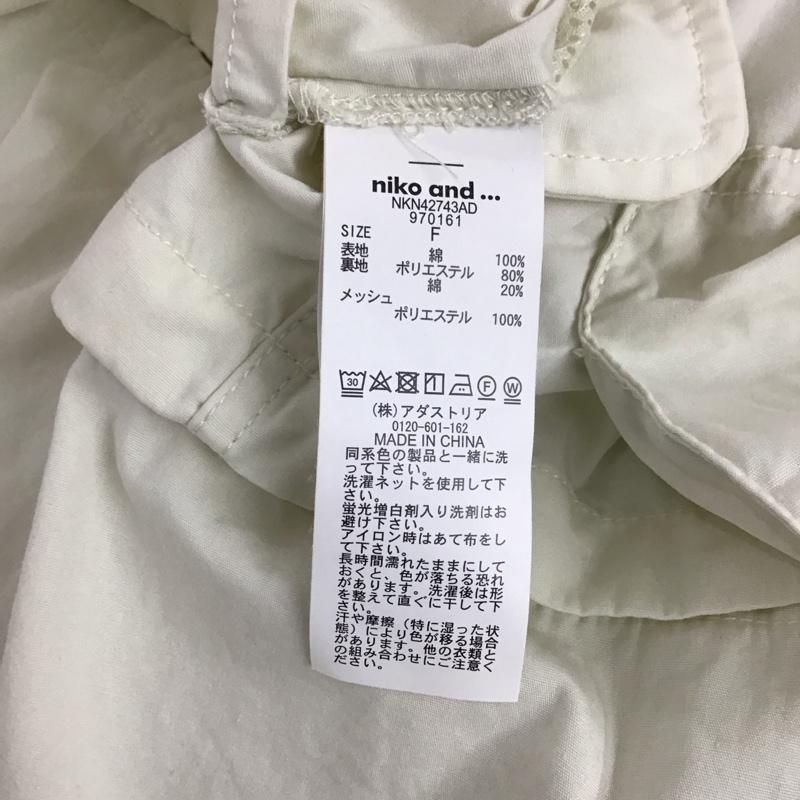 niko and ...
NKN42743AD
970161
SIZE F
表地 綿 100%
裏地 ポリエステル 80%
綿 20%
メッシュ
ポリエステル 100%
30 F W
(株)アダストリア
0120-601-162
MADE IN CHINA
同系色の製品と一緒に洗
って下さい。
洗濯ネットを使用して下
さい。
蛍光増白剤入り洗剤はお
避け下さい。
アイロン時はあて布をし
て下さい。
長時間濡れたままにして
おくと、色が落ちる恐れ
があります。洗濯後は形
を整えて直ぐに干して下
さい。
汗や摩擦(特に湿った状
態)により色が移る場合
があります。他の衣類と
の組み合わせにご注意く
ださい。